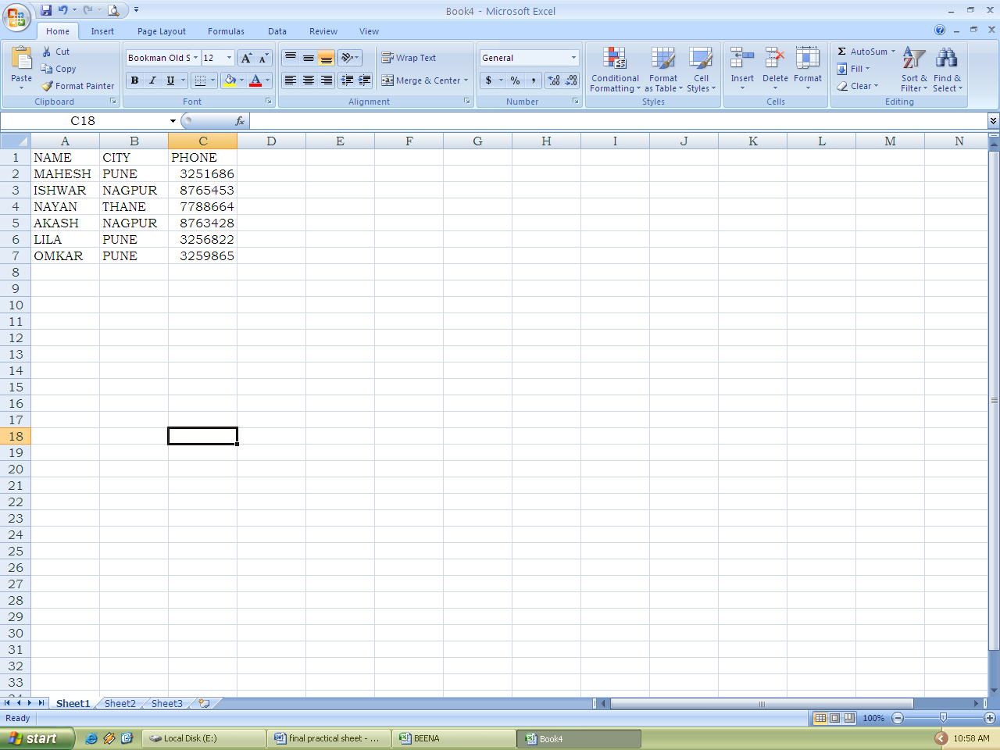 Book4 - Microsoft Excel
Home Insert Page Layout Formulas Data Review View
Paste Cut Copy Format Painter Clipboard
Bookman Old S 12 B I U A A A Font
Wrap Text Merge & Center Alignment
General $ % , .00 .00 Number
Conditional Formatting Format as Table Cell Styles Styles
Insert Delete Format Cells
Σ AutoSum Fill Clear Sort & Filter Find & Select Editing
C18 fx
A B C D E F G H I J K L M N
1 NAME CITY PHONE
2 MAHESH PUNE 3251686
3 ISHWAR NAGPUR 8765453
4 NAYAN THANE 7788664
5 AKASH NAGPUR 8763428
6 LILA PUNE 3256822
7 OMKAR PUNE 3259865
8
9
10
11
12
13
14
15
16
17
18
19
20
21
22
23
24
25
26
27
28
29
30
31
32
33
Sheet1 Sheet2 Sheet3
Ready 100%
start Local Disk (E:) final practical sheet - ... BEENA Book4 10:58 AM